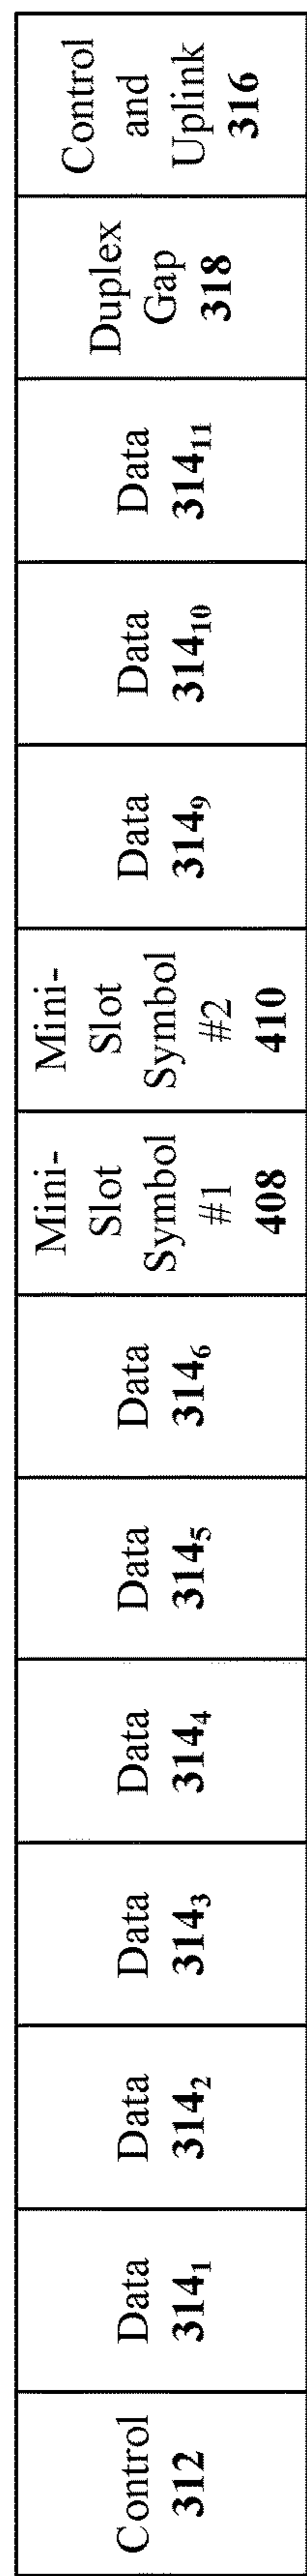 Control
312
Data
314₁
Data
314₂
Data
314₃
Data
314₄
Data
314₅
Data
314₆
Mini-
Slot
Symbol
#1
408
Mini-
Slot
Symbol
#2
410
Data
314₉
Data
314₁₀
Data
314₁₁
Duplex
Gap
318
Control
and
Uplink
316